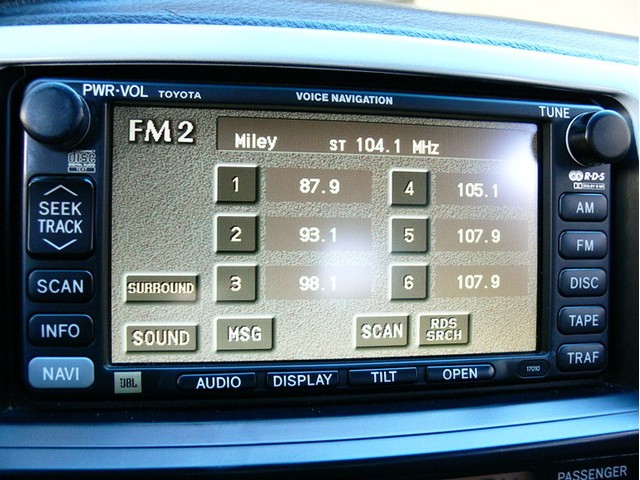 PWR·VOL TOYOTA VOICE NAVIGATION TUNE
FM2 Miley ST 104.1 MHz
DISC
TEXT
R·D·S
1 87.9 4 105.1
2 93.1 5 107.9
3 98.1 6 107.9
SEEK
TRACK
SCAN
INFO
NAVI
SURROUND
SOUND MSG SCAN RDS
SRCH
AM
FM
DISC
TAPE
TRAF
JBL AUDIO DISPLAY TILT OPEN 17010
PASSENGER